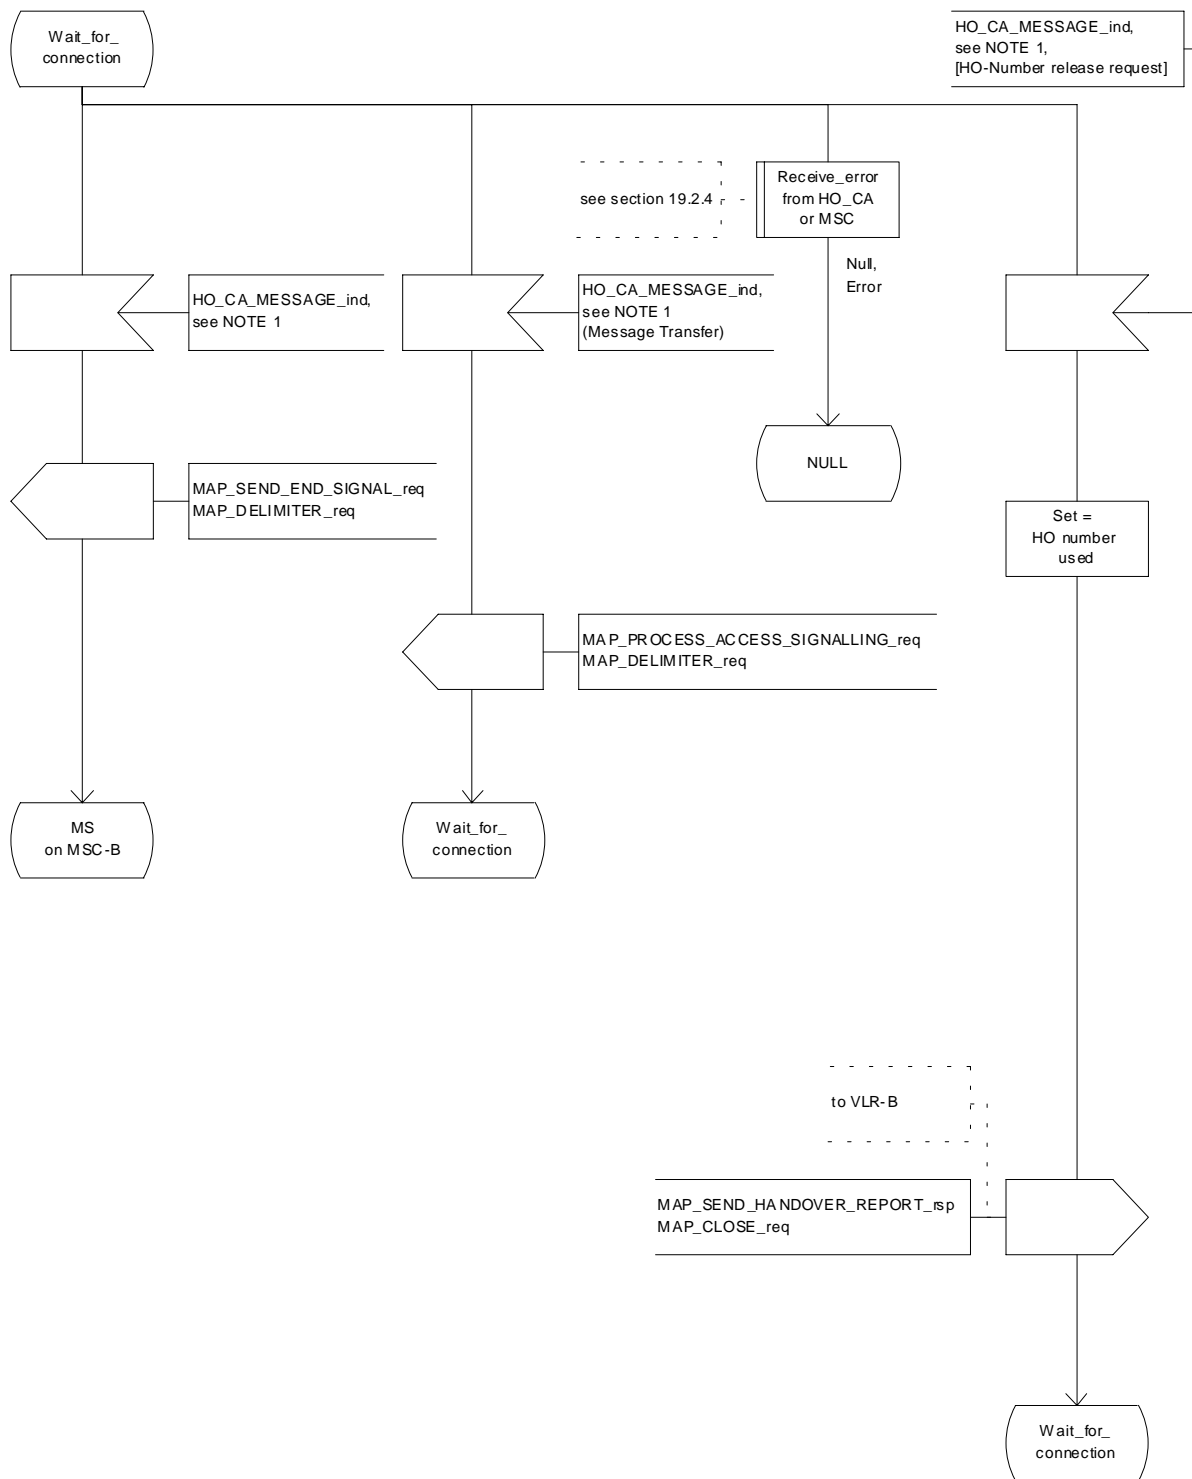 Wait_for_
connection
HO_CA_MESSAGE_ind,
see NOTE 1,
[HO-Number release request]
see section 19.2.4
Receive_error
from HO_CA
or MSC
Null,
Error
HO_CA_MESSAGE_ind,
see NOTE 1
HO_CA_MESSAGE_ind,
see NOTE 1
(Message Transfer)
NULL
MAP_SEND_END_SIGNAL_req
MAP_DELIMITER_req
Set =
HO number
used
MAP_PROCESS_ACCESS_SIGNALLING_req
MAP_DELIMITER_req
MS
on MSC-B
Wait_for_
connection
to VLR-B
MAP_SEND_HANDOVER_REPORT_rsp
MAP_CLOSE_req
Wait_for_
connection